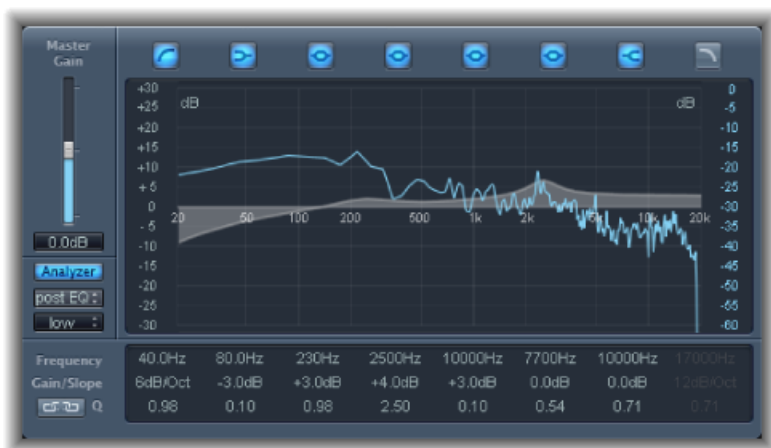 Master
Gain
0.0dB
Analyzer
post EQ
low
+30
+25
+20
+15
+10
+5
0
-5
-10
-15
-20
-25
-30
dB
20 50 100 200 500 1k 2k 5k 10k 20k
dB
0
-5
-10
-15
-20
-25
-30
-35
-40
-45
-50
-55
-60
Frequency 40.0Hz 80.0Hz 230Hz 2500Hz 10000Hz 7700Hz 10000Hz 17000Hz
Gain/Slope 6dB/Oct -3.0dB +3.0dB +4.0dB +3.0dB 0.0dB 0.0dB 12dB/Oct
Q 0.98 0.10 0.98 2.50 0.10 0.54 0.71 0.71